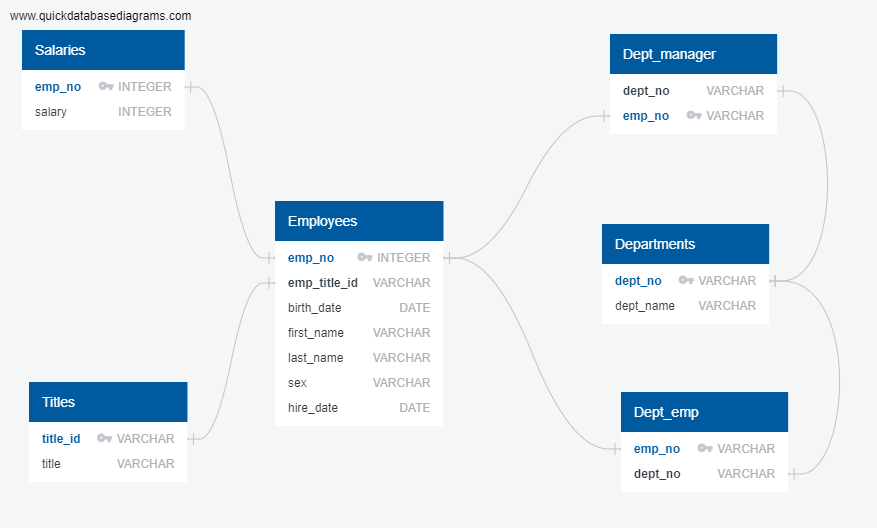 www.quickdatabasediagrams.com
Salaries
emp_no INTEGER
salary INTEGER
Titles
title_id VARCHAR
title VARCHAR
Employees
emp_no INTEGER
emp_title_id VARCHAR
birth_date DATE
first_name VARCHAR
last_name VARCHAR
sex VARCHAR
hire_date DATE
Dept_manager
dept_no VARCHAR
emp_no VARCHAR
Departments
dept_no VARCHAR
dept_name VARCHAR
Dept_emp
emp_no VARCHAR
dept_no VARCHAR